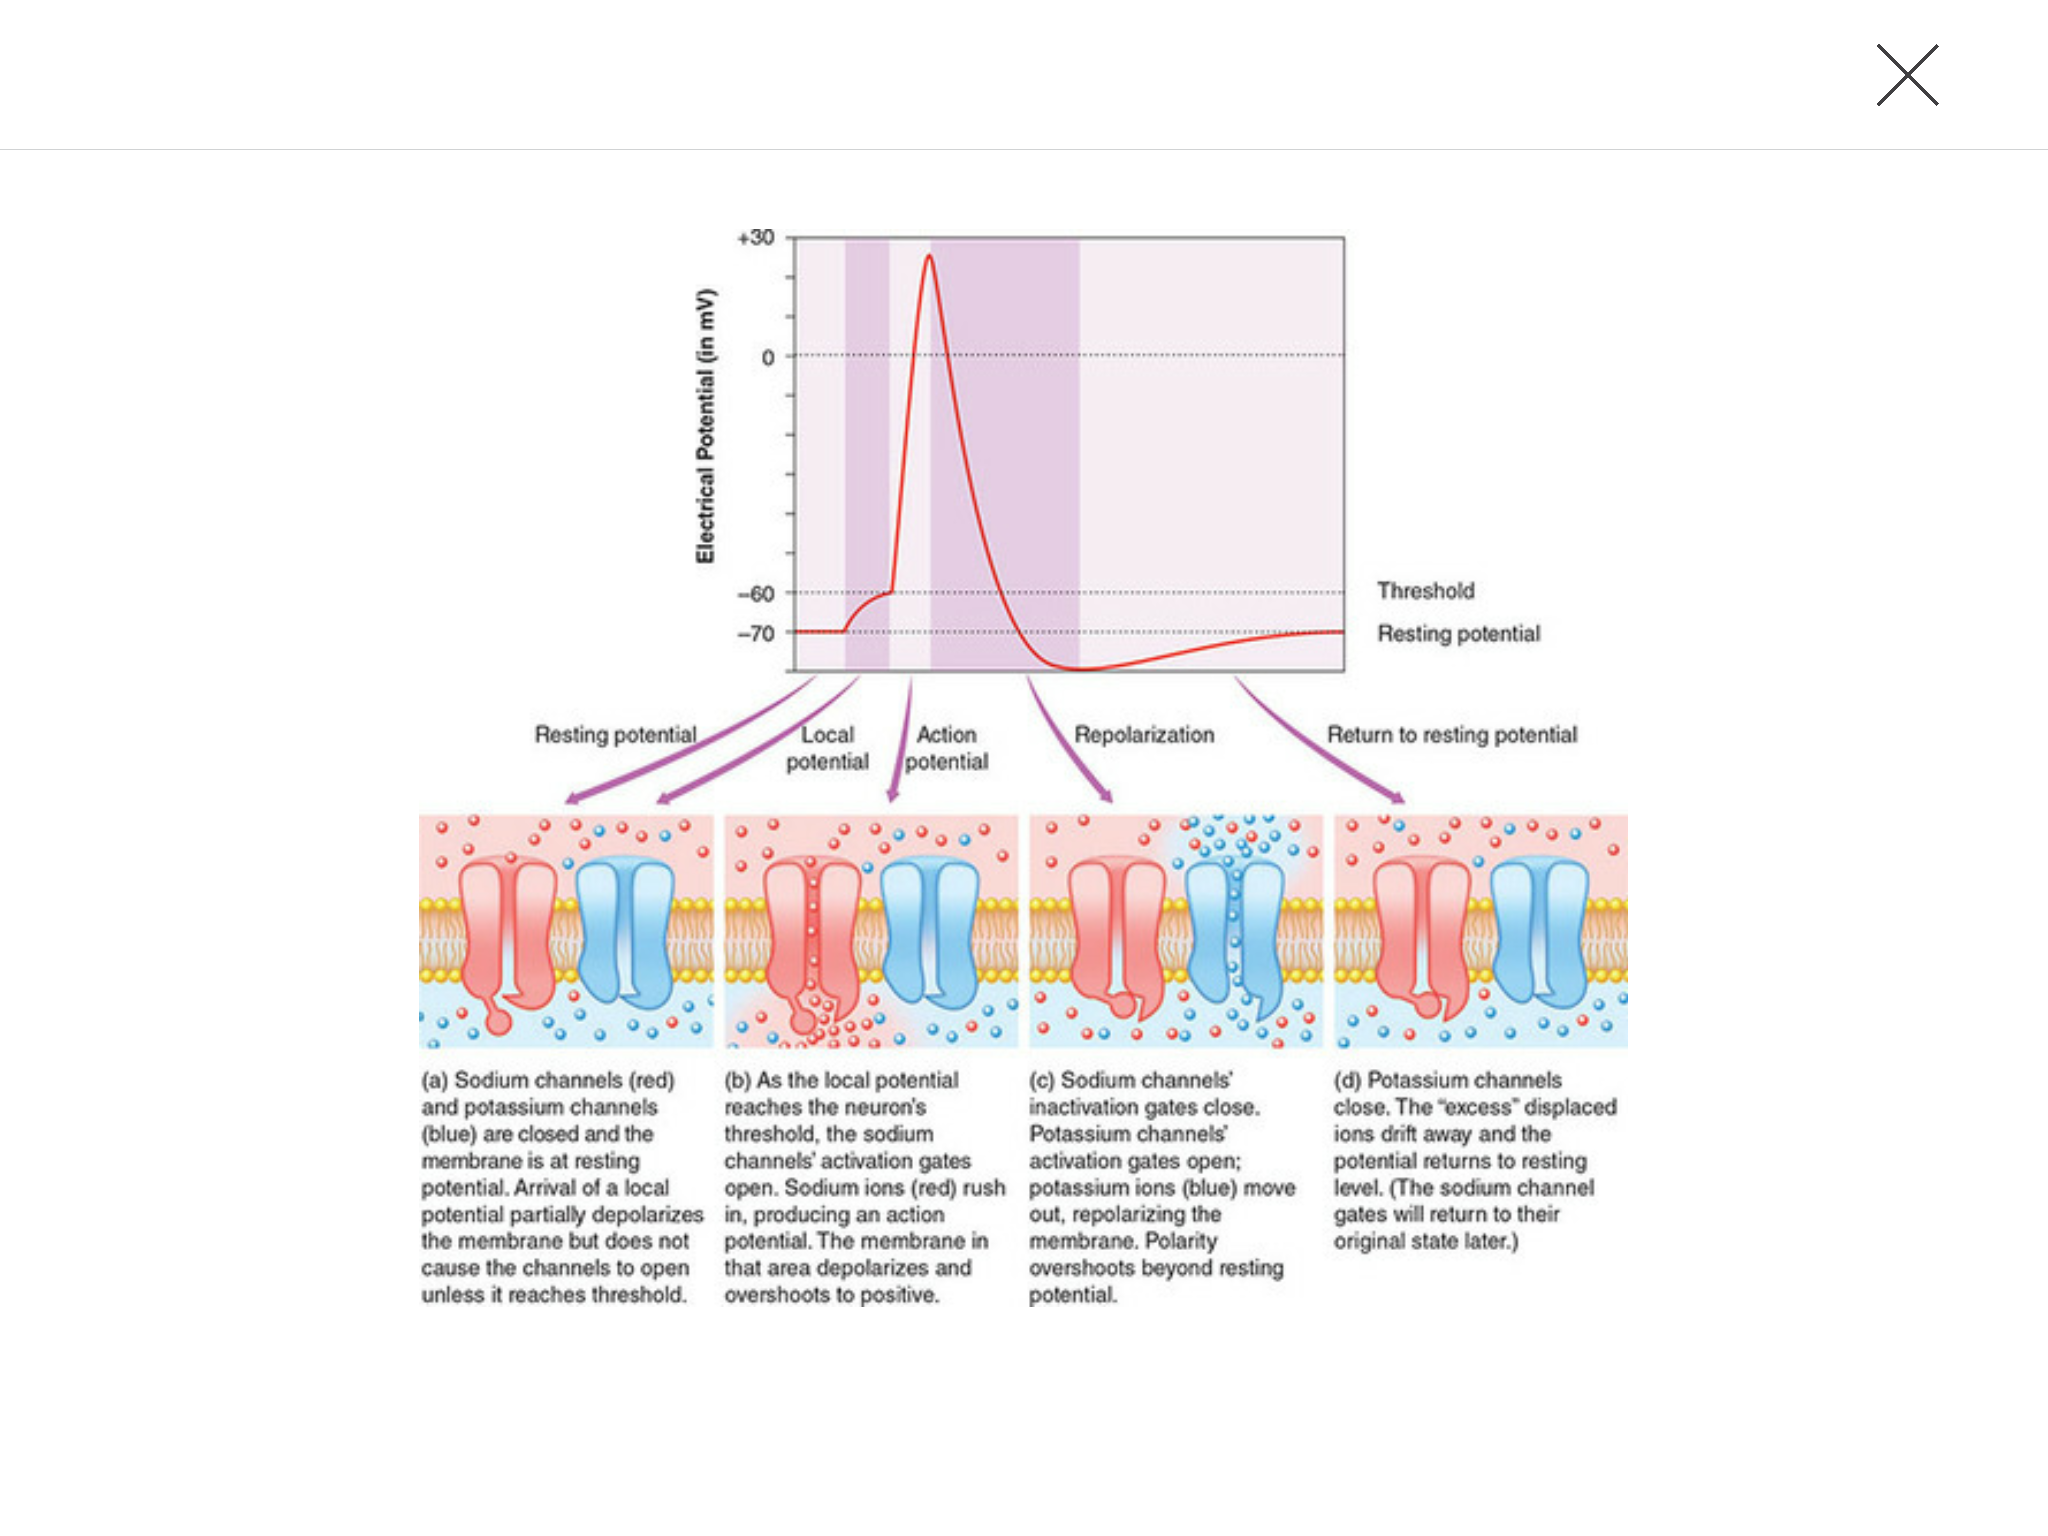 +30
0
–60
–70
Electrical Potential (in mV)
Threshold
Resting potential
Resting potential
Local
potential
Action
potential
Repolarization
Return to resting potential
(a) Sodium channels (red)
and potassium channels
(blue) are closed and the
membrane is at resting
potential. Arrival of a local
potential partially depolarizes
the membrane but does not
cause the channels to open
unless it reaches threshold.
(b) As the local potential
reaches the neuron's
threshold, the sodium
channels' activation gates
open. Sodium ions (red) rush
in, producing an action
potential. The membrane in
that area depolarizes and
overshoots to positive.
(c) Sodium channels'
inactivation gates close.
Potassium channels'
activation gates open;
potassium ions (blue) move
out, repolarizing the
membrane. Polarity
overshoots beyond resting
potential.
(d) Potassium channels
close. The “excess” displaced
ions drift away and the
potential returns to resting
level. (The sodium channel
gates will return to their
original state later.)